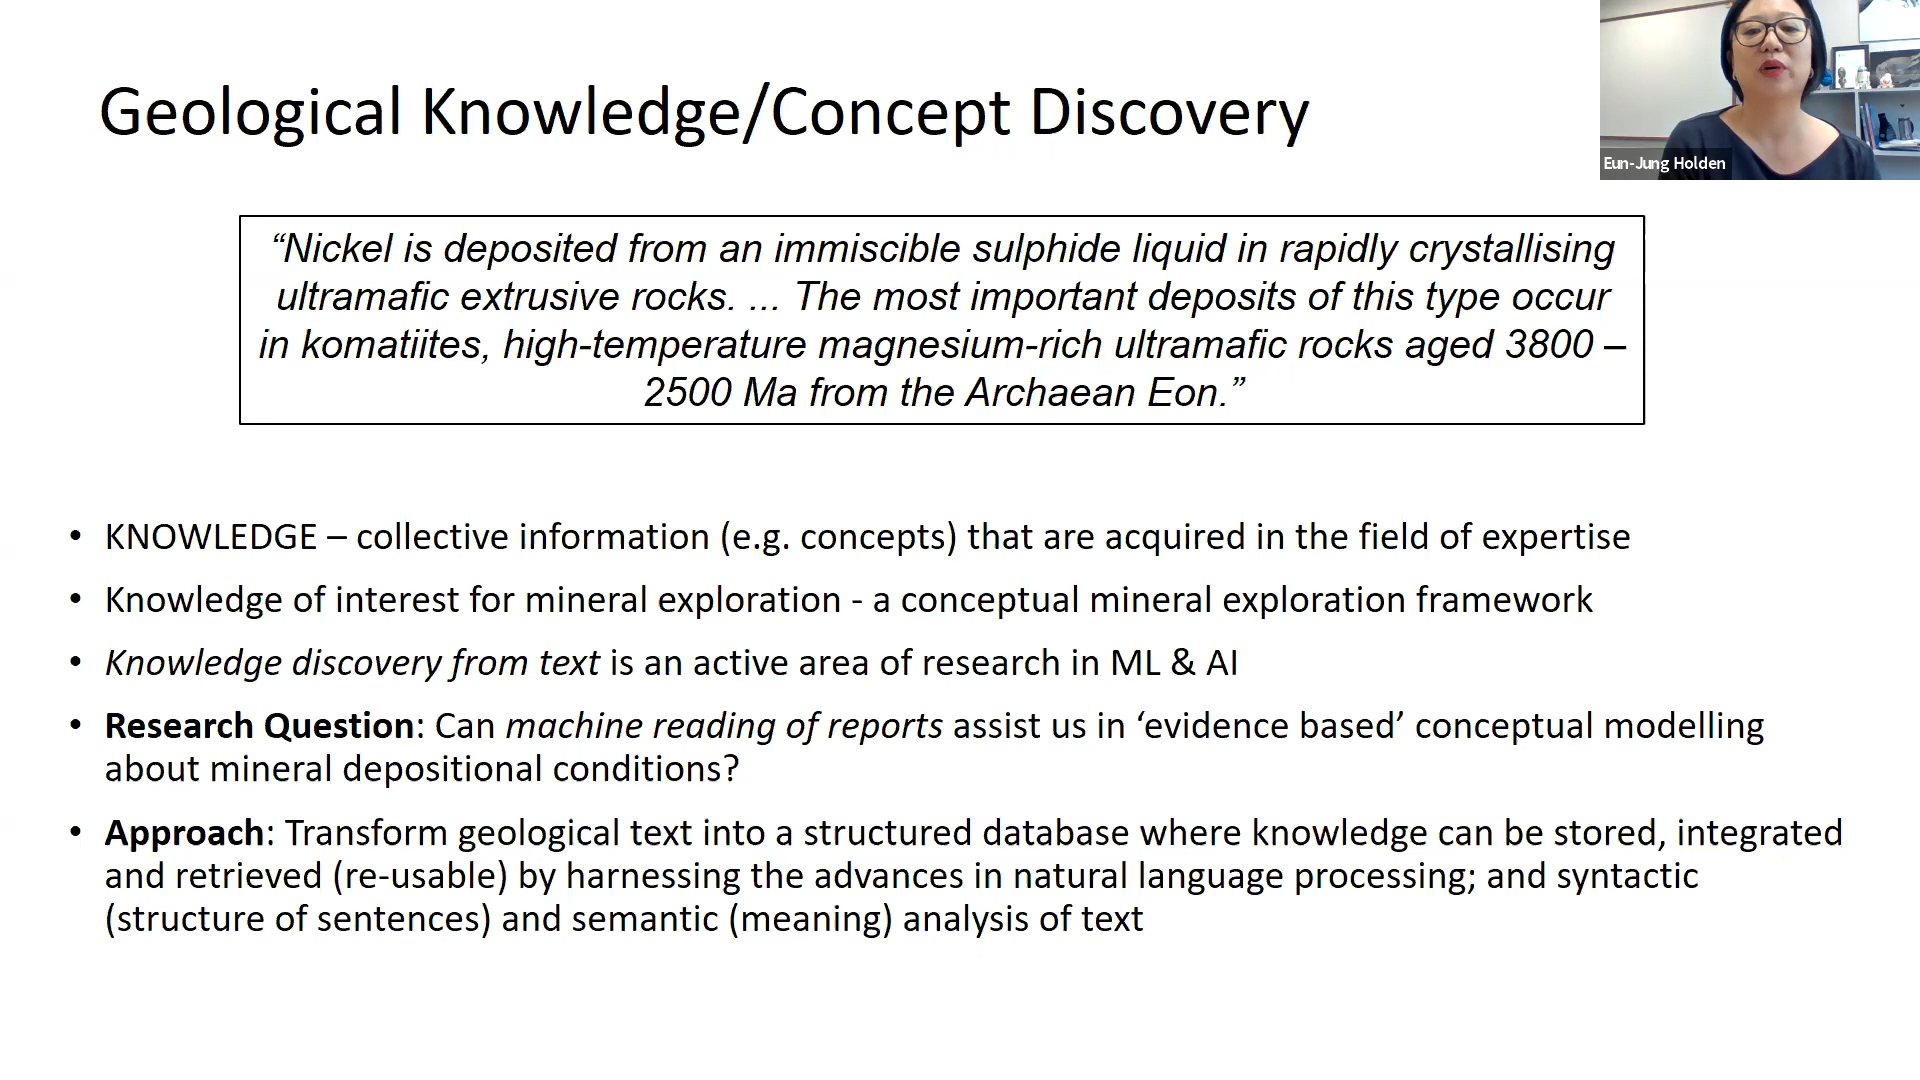 Geological Knowledge/Concept Discovery
Eun-Jung Holden
“Nickel is deposited from an immiscible sulphide liquid in rapidly crystallising
ultramafic extrusive rocks. ... The most important deposits of this type occur
in komatiites, high-temperature magnesium-rich ultramafic rocks aged 3800 –
2500 Ma from the Archaean Eon.”
• KNOWLEDGE – collective information (e.g. concepts) that are acquired in the field of expertise
• Knowledge of interest for mineral exploration - a conceptual mineral exploration framework
• Knowledge discovery from text is an active area of research in ML & AI
• Research Question: Can machine reading of reports assist us in ‘evidence based’ conceptual modelling
about mineral depositional conditions?
• Approach: Transform geological text into a structured database where knowledge can be stored, integrated
and retrieved (re-usable) by harnessing the advances in natural language processing; and syntactic
(structure of sentences) and semantic (meaning) analysis of text